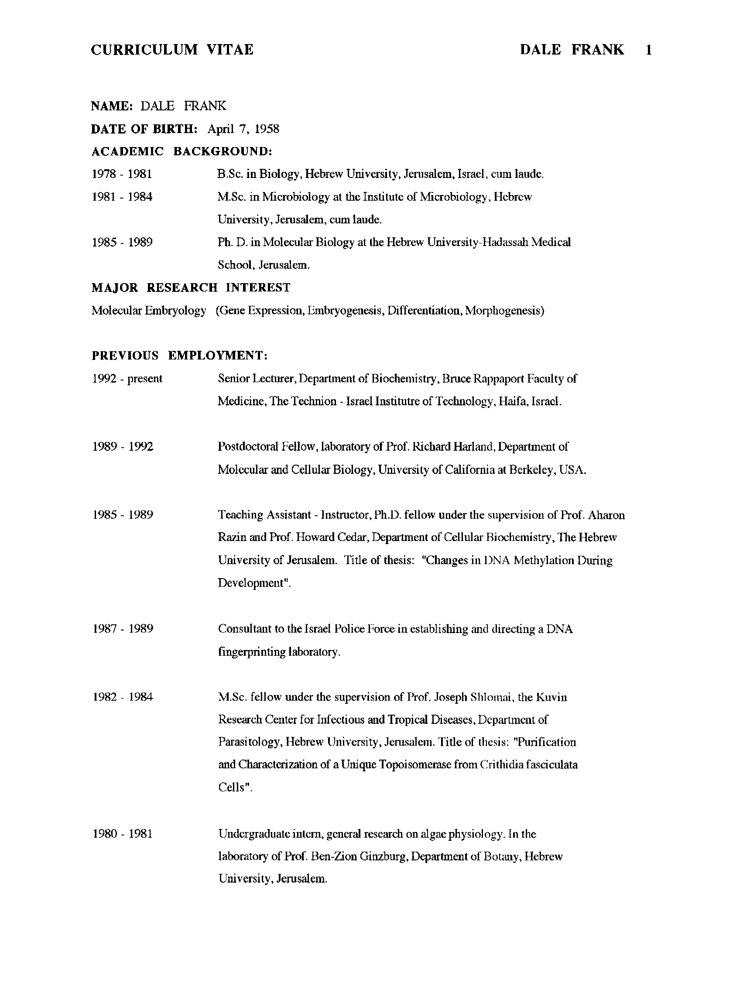 CURRICULUM VITAE DALE FRANK 1
NAME: DALE FRANK
DATE OF BIRTH: April 7, 1958
ACADEMIC BACKGROUND:
1978 - 1981 B.Sc. in Biology, Hebrew University, Jerusalem, Israel, cum laude.
1981 - 1984 M.Sc. in Microbiology at the Institute of Microbiology, Hebrew
University, Jerusalem, cum laude.
1985 - 1989 Ph. D. in Molecular Biology at the Hebrew University-Hadassah Medical
School, Jerusalem.
MAJOR RESEARCH INTEREST
Molecular Embryology (Gene Expression, Embryogenesis, Differentiation, Morphogenesis)
PREVIOUS EMPLOYMENT:
1992 - present Senior Lecturer, Department of Biochemistry, Bruce Rappaport Faculty of
Medicine, The Technion - Israel Institutre of Technology, Haifa, Israel.
1989 - 1992 Postdoctoral Fellow, laboratory of Prof. Richard Harland, Department of
Molecular and Cellular Biology, University of California at Berkeley, USA.
1985 - 1989 Teaching Assistant - Instructor, Ph.D. fellow under the supervision of Prof. Aharon
Razin and Prof. Howard Cedar, Department of Cellular Biochemistry, The Hebrew
University of Jerusalem. Title of thesis: "Changes in DNA Methylation During
Development".
1987 - 1989 Consultant to the Israel Police Force in establishing and directing a DNA
fingerprinting laboratory.
1982 - 1984 M.Sc. fellow under the supervision of Prof. Joseph Shlomai, the Kuvin
Research Center for Infectious and Tropical Diseases, Department of
Parasitology, Hebrew University, Jerusalem. Title of thesis: "Purification
and Characterization of a Unique Topoisomerase from Crithidia fasciculata
Cells".
1980 - 1981 Undergraduate intern, general research on algae physiology. In the
laboratory of Prof. Ben-Zion Ginzburg, Department of Botany, Hebrew
University, Jerusalem.